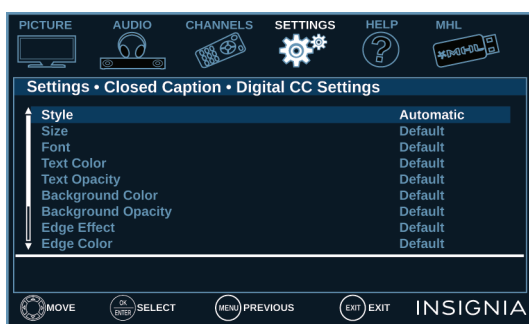 PICTURE AUDIO CHANNELS SETTINGS HELP MHL
MHL
Settings • Closed Caption • Digital CC Settings
Style Automatic
Size Default
Font Default
Text Color Default
Text Opacity Default
Background Color Default
Background Opacity Default
Edge Effect Default
Edge Color Default
MOVE OK ENTER SELECT MENU PREVIOUS EXIT EXIT INSIGNIA